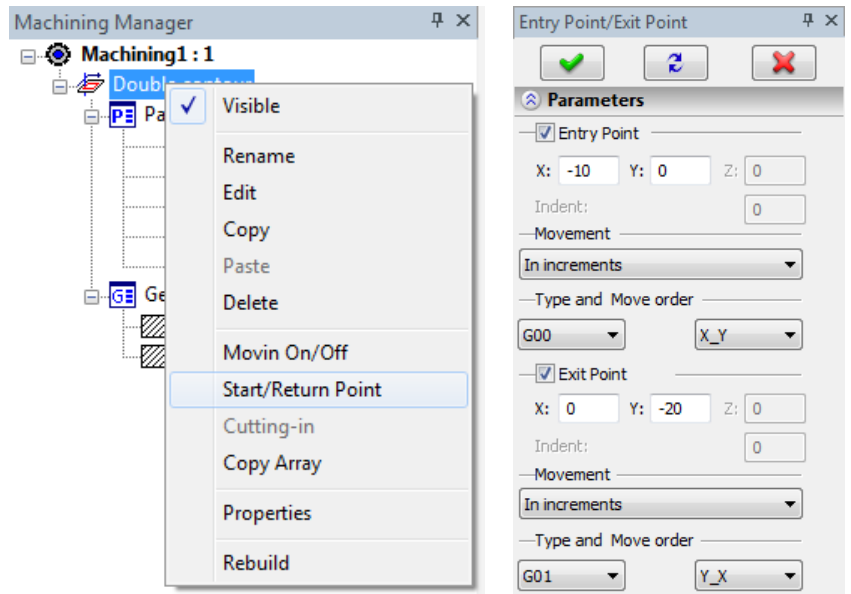 Machining Manager
Machining1 : 1
Double contour
Pa
Ge
Visible
Rename
Edit
Copy
Paste
Delete
Movin On/Off
Start/Return Point
Cutting-in
Copy Array
Properties
Rebuild
Entry Point/Exit Point
Parameters
Entry Point
X: -10 Y: 0 Z: 0
Indent: 0
Movement
In increments
Type and Move order
G00 X_Y
Exit Point
X: 0 Y: -20 Z: 0
Indent: 0
Movement
In increments
Type and Move order
G01 Y_X